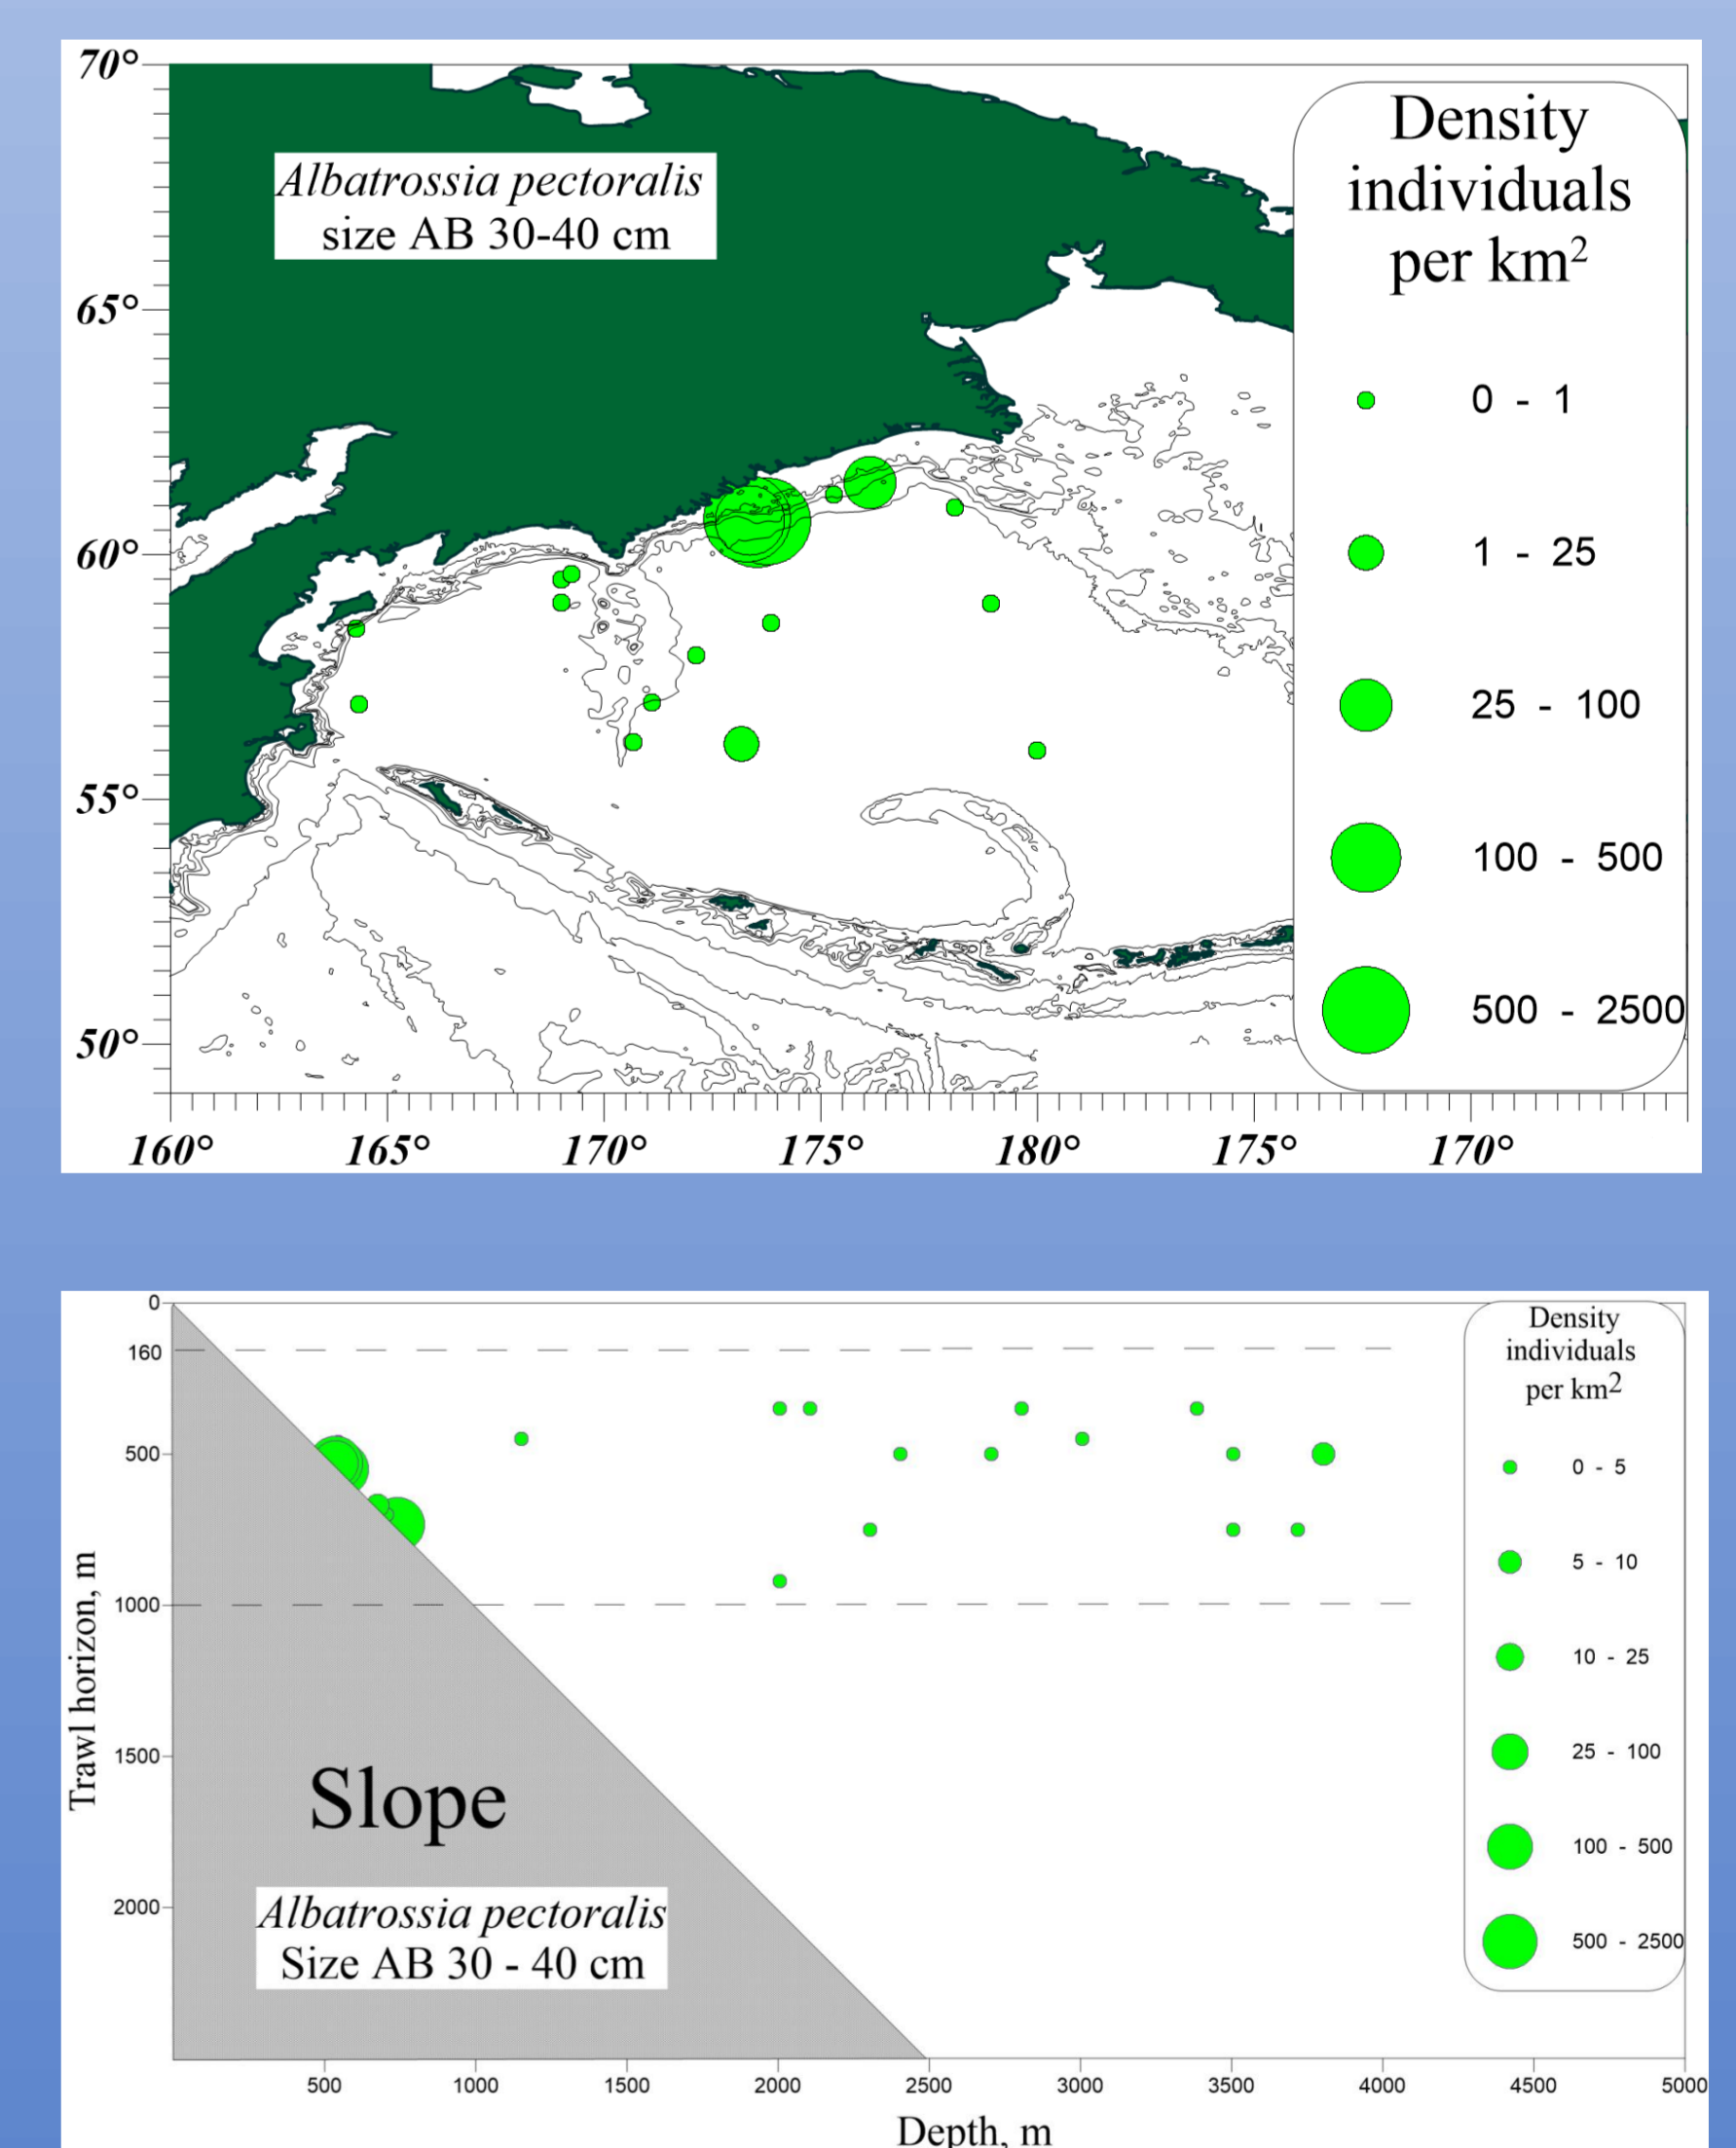 70°
65°
60°
55°
50°
Albatrossia pectoralis
size AB 30-40 cm
Density
individuals
per km²
0 - 1
1 - 25
25 - 100
100 - 500
500 - 2500
160° 165° 170° 175° 180° 175° 170°
0
160
500
1000
1500
2000
Trawl horizon, m
Slope
Albatrossia pectoralis
Size AB 30 - 40 cm
Density
individuals
per km2
0 - 5
5 - 10
10 - 25
25 - 100
100 - 500
500 - 2500
500 1000 1500 2000 2500 3000 3500 4000 4500 5000
Depth, m